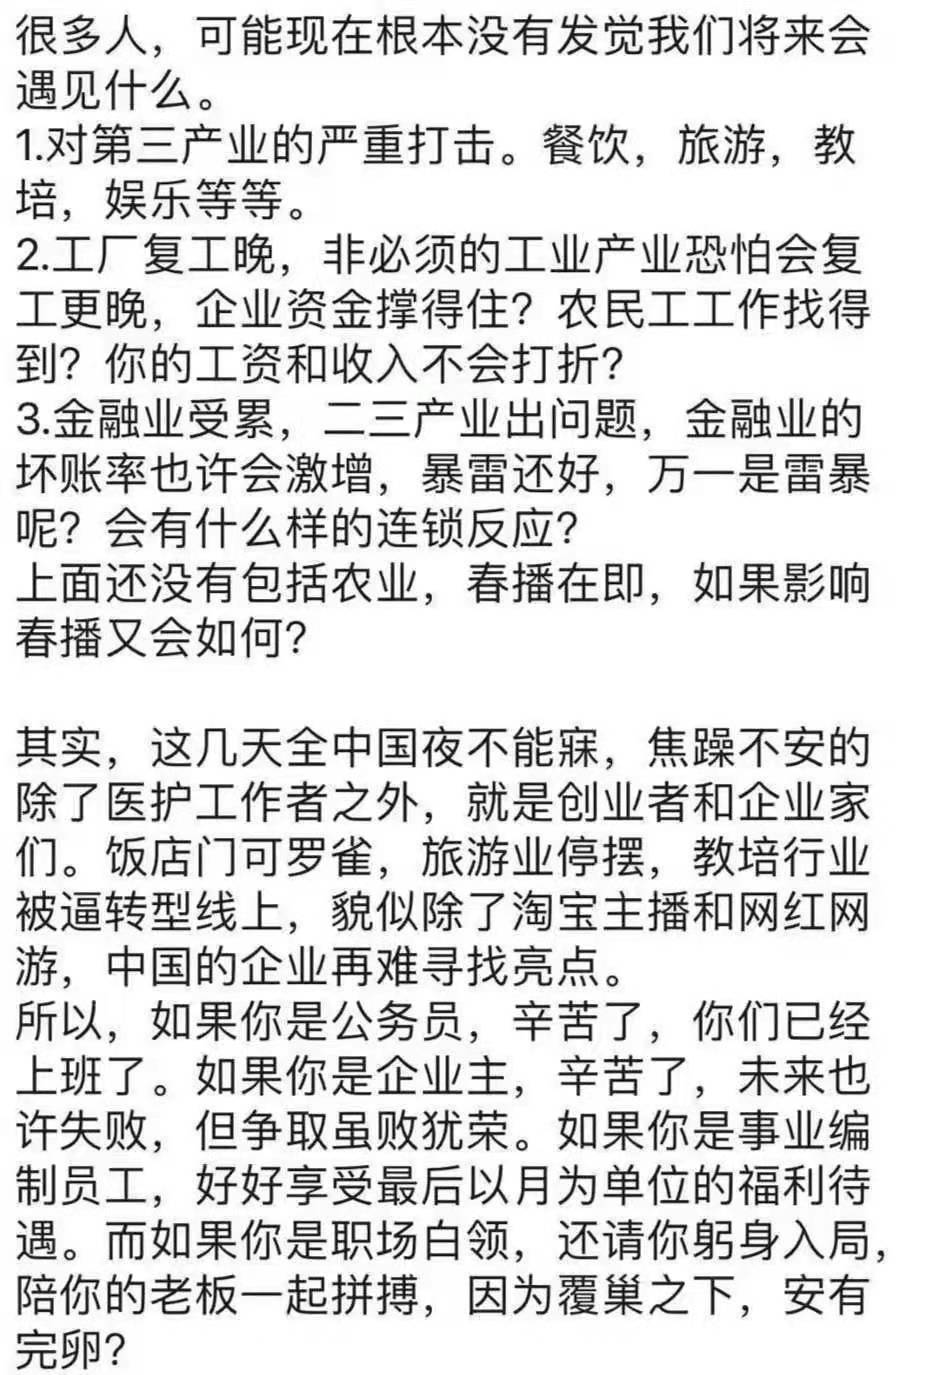 很多人，可能现在根本没有发觉我们将来会
遇见什么。
1.对第三产业的严重打击。餐饮，旅游，教
培，娱乐等等。
2.工厂复工晚，非必须的工业产业恐怕会复
工更晚，企业资金撑得住？农民工工作找得
到？你的工资和收入不会打折？
3.金融业受累，二三产业出问题，金融业的
坏账率也许会激增，暴雷还好，万一是雷暴
呢？会有什么样的连锁反应？
上面还没有包括农业，春播在即，如果影响
春播又会如何？
其实，这几天全中国夜不能寐，焦躁不安的
除了医护工作者之外，就是创业者和企业家
们。饭店门可罗雀，旅游业停摆，教培行业
被逼转型线上，貌似除了淘宝主播和网红网
游，中国的企业再难寻找亮点。
所以，如果你是公务员，辛苦了，你们已经
上班了。如果你是企业主，辛苦了，未来也
许失败，但争取虽败犹荣。如果你是事业编
制员工，好好享受最后以月为单位的福利待
遇。而如果你是职场白领，还请你躬身入局，
陪你的老板一起拼搏，因为覆巢之下，安有
完卵？